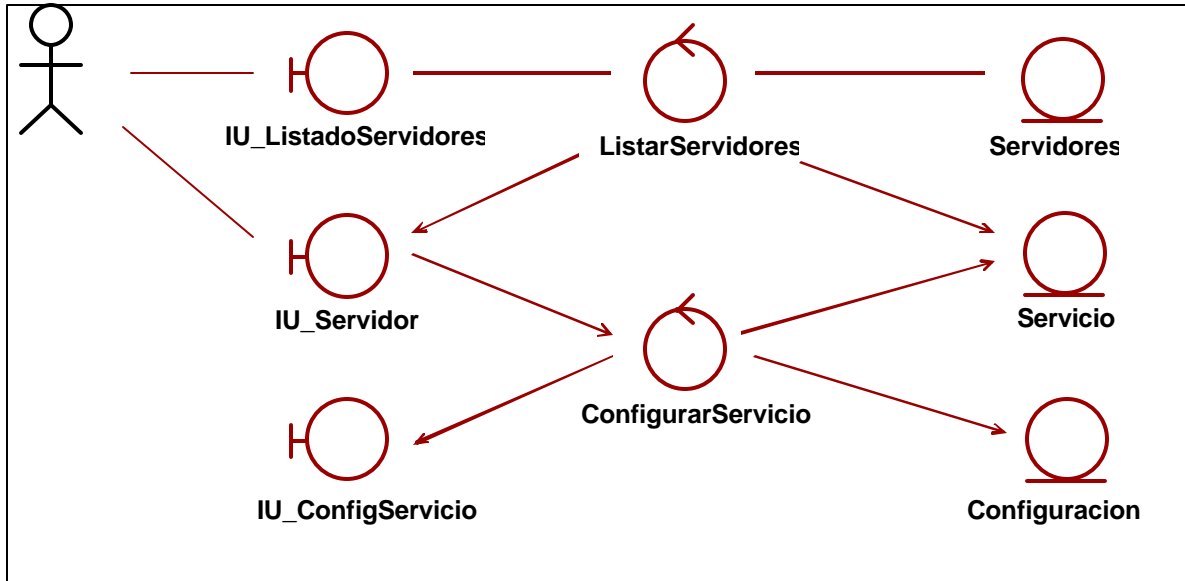 IU_ListadoServidores
ListarServidores
Servidores
IU_Servidor
Servicio
ConfigurarServicio
IU_ConfigServicio
Configuracion